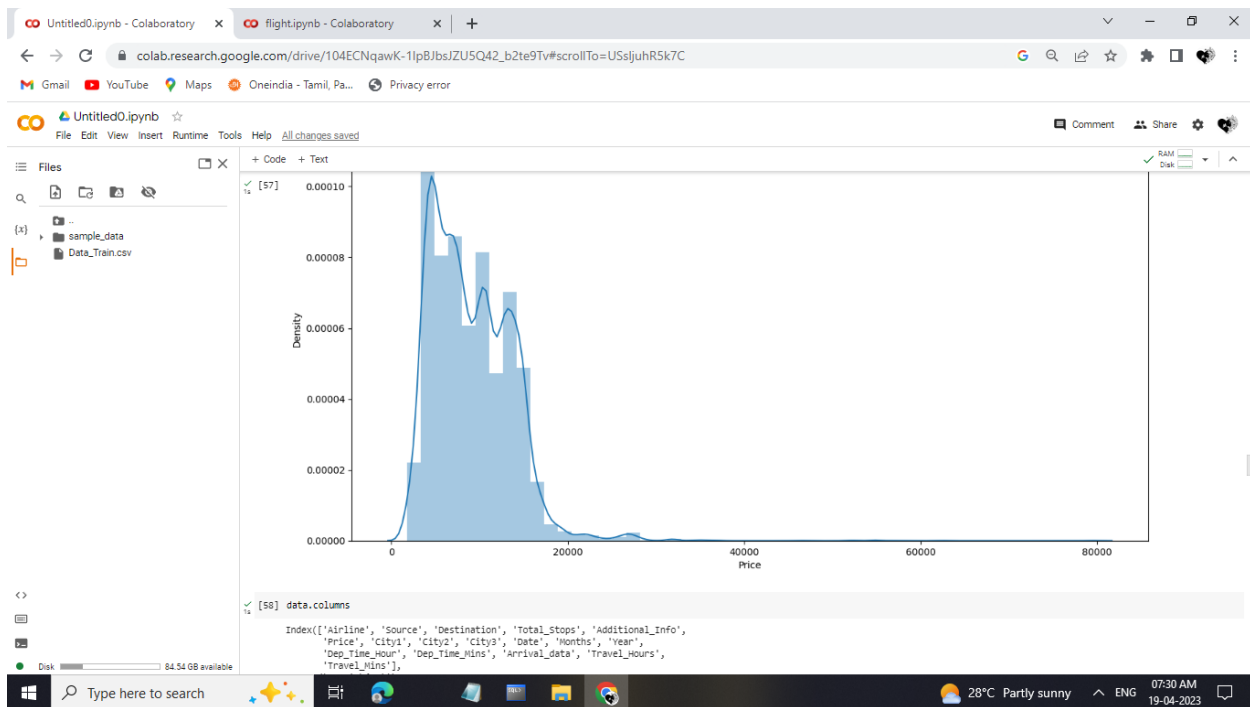 Untitled0.ipynb - Colaboratory
flight.ipynb - Colaboratory
colab.research.google.com/drive/104ECNqawK-1lpBJbsJZU5Q42_b2te9Tv#scrollTo=USsljuhR5k7C
Gmail YouTube Maps Oneindia - Tamil, Pa... Privacy error
Untitled0.ipynb
File Edit View Insert Runtime Tools Help All changes saved
Comment Share
Files
+ Code + Text
RAM
Disk
..
sample_data
Data_Train.csv
{x}
[57]
1s
0.00010
0.00008
0.00006
0.00004
0.00002
0.00000
Density
0 20000 40000 60000 80000
Price
[58] data.columns
1s
Index(['Airline', 'Source', 'Destination', 'Total_Stops', 'Additional_Info',
'Price', 'City1', 'City2', 'City3', 'Date', 'Months', 'Year',
'Dep_Time_Hour', 'Dep_Time_Mins', 'Arrival_data', 'Travel_Hours',
'Travel_Mins'],
Disk 84.54 GB available
Type here to search
28°C Partly sunny
ENG
07:30 AM
19-04-2023